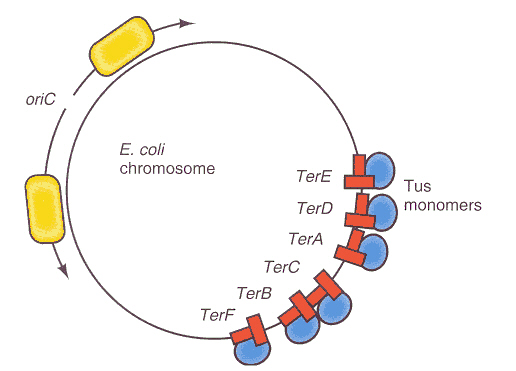 oriC
E. coli
chromosome
TerE
Tus
monomers
TerD
TerA
TerC
TerB
TerF